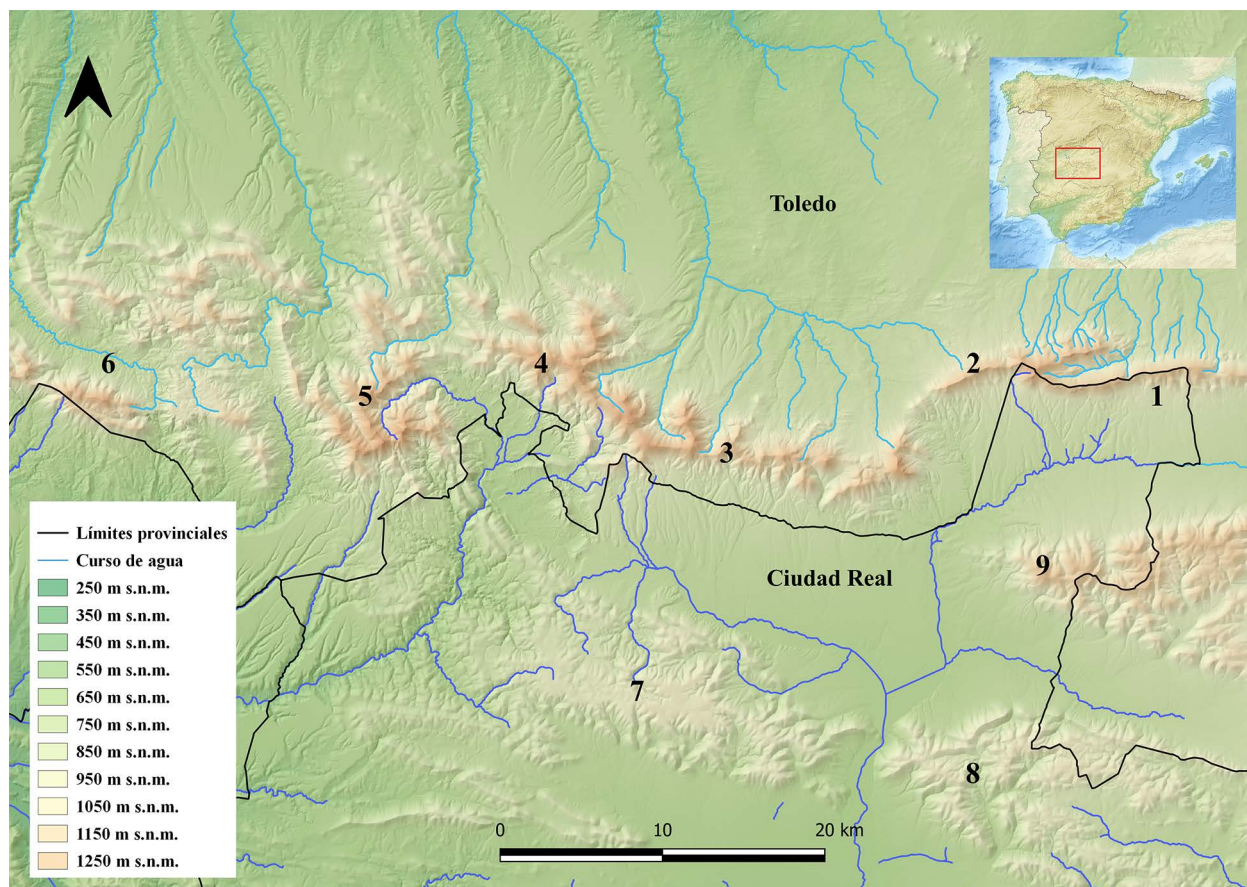 Toledo
6
5
4
3
2
1
Ciudad Real
9
7
8
Límites provinciales
Curso de agua
250 m s.n.m.
350 m s.n.m.
450 m s.n.m.
550 m s.n.m.
650 m s.n.m.
750 m s.n.m.
850 m s.n.m.
950 m s.n.m.
1050 m s.n.m.
1150 m s.n.m.
1250 m s.n.m.
0 10 20 km